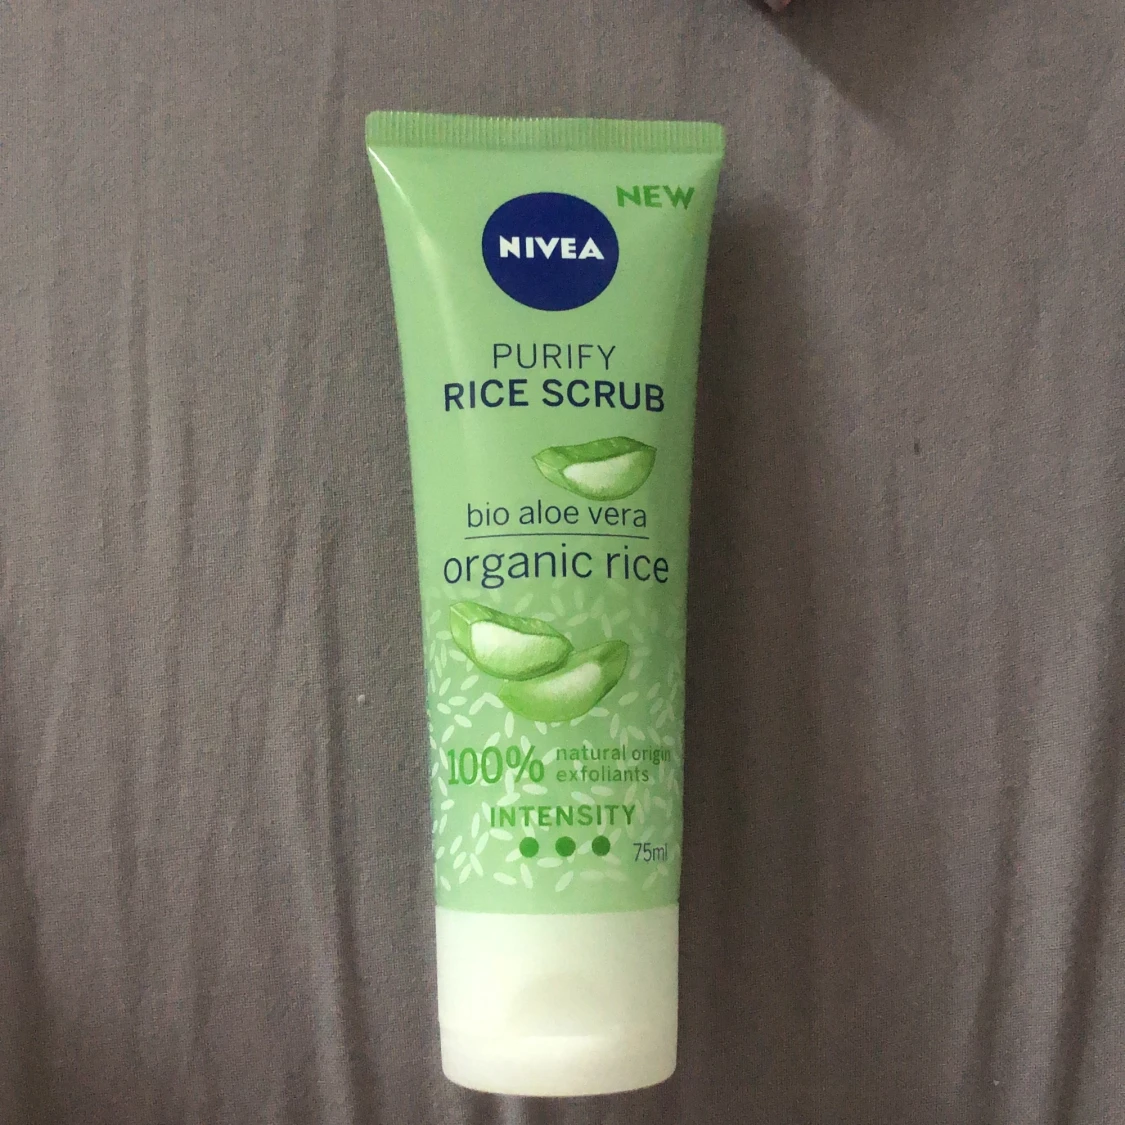 NEW
NIVEA
PURIFY
RICE SCRUB
bio aloe vera
organic rice
100% natural origin
exfoliants
INTENSITY
75ml